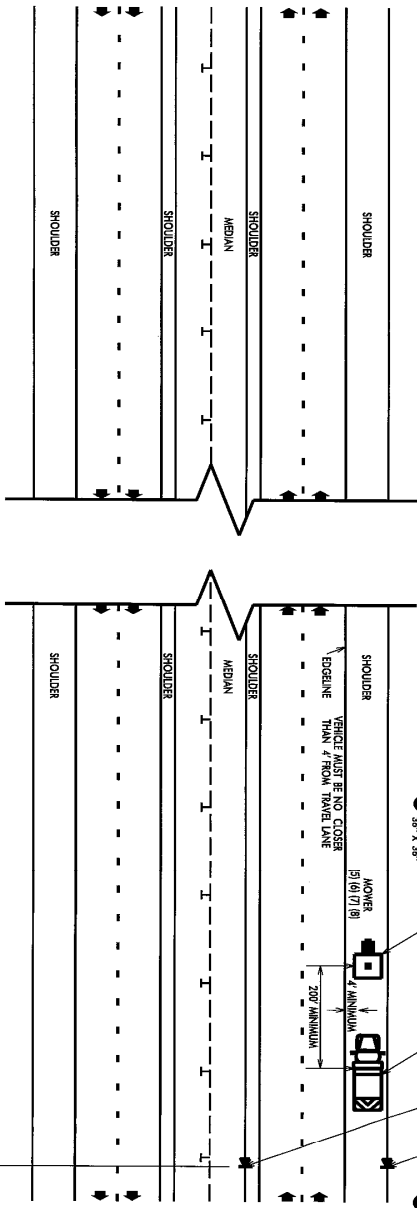 SHOULDER
SHOULDER
MOWER
(5) (6) (7) (8)
4' MINIMUM
EDGELINE
VEHICLE MUST BE NO CLOSER
THAN 4' FROM TRAVEL LANE
200' MINIMUM
SHOULDER
SHOULDER
MEDIAN
MEDIAN
SHOULDER
SHOULDER
SHOULDER
SHOULDER